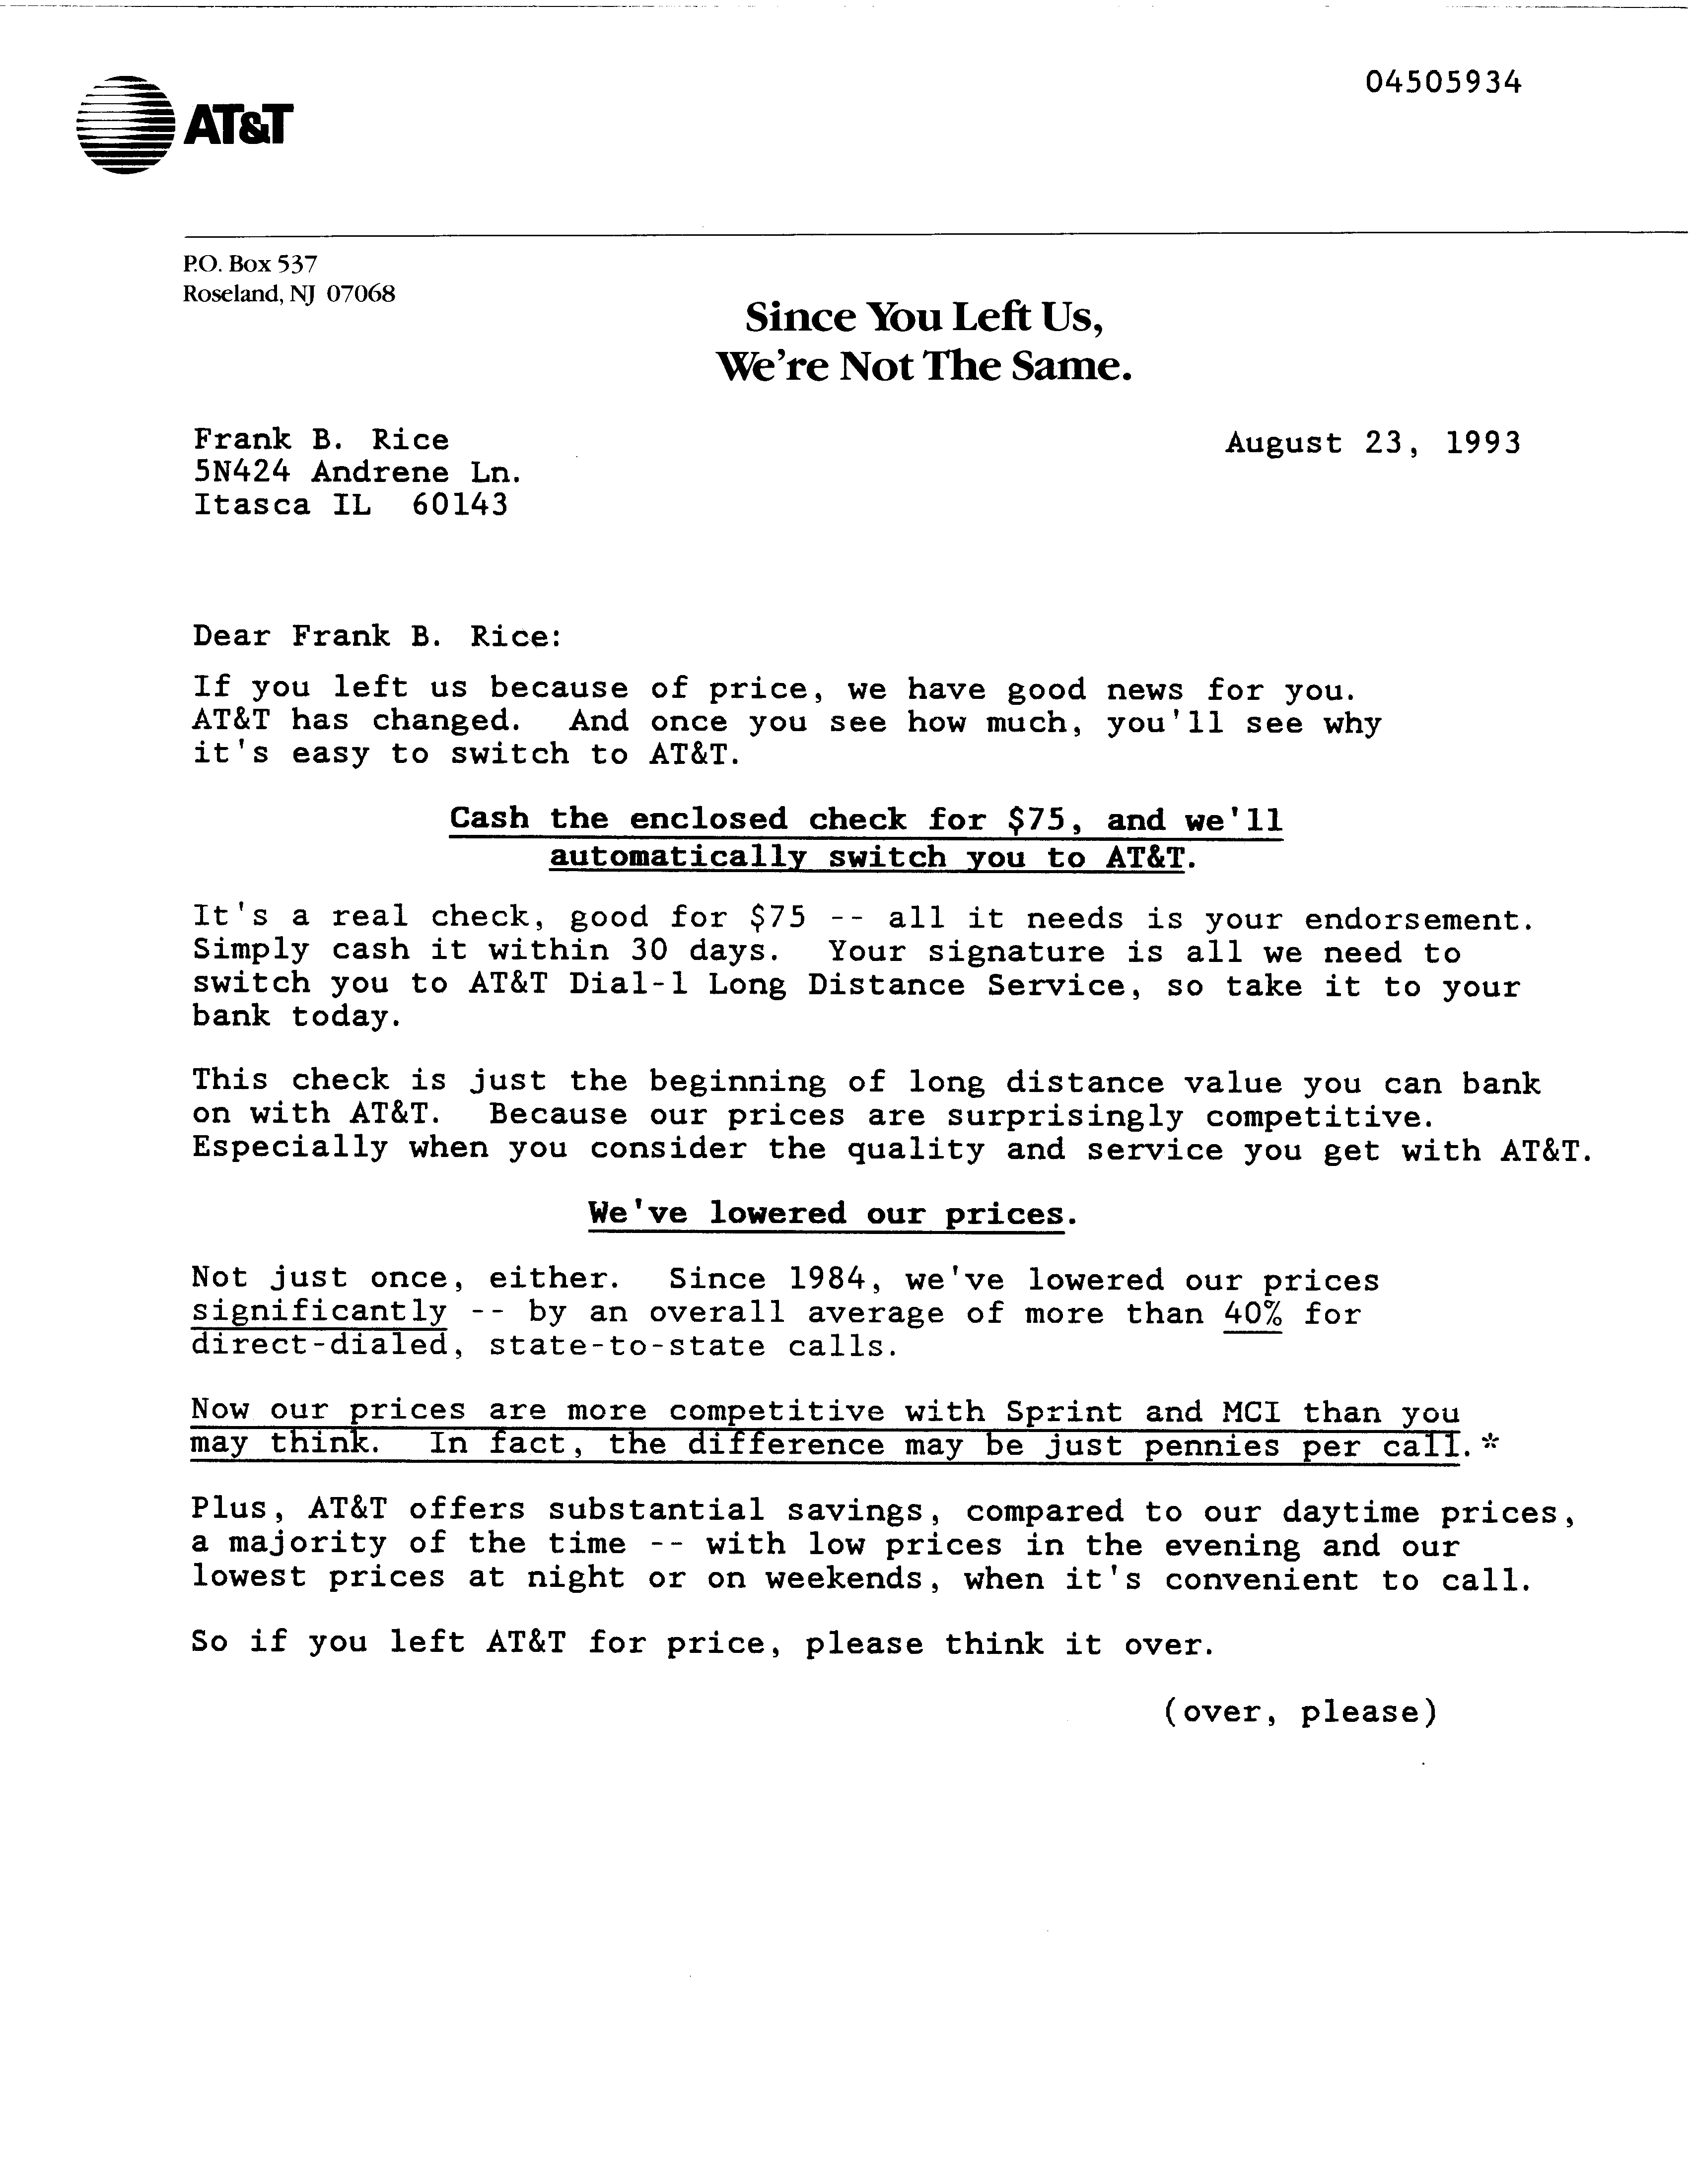 04505934
AT&T
P.O. Box 537
Roseland, NJ 07068
Since You Left Us,
We're Not The Same.
Frank B. Rice
August 23, 1993
5N424 Andrene Ln.
Itasca IL 60143
Dear Frank B. Rice:
If you left us because of price, we have good news for you.
AT&T has changed. And once you see how much, you'll see why
it's easy to switch to AT&T.
Cash the enclosed check for $75, and we'll
automatically switch you to AT&T.
It's a real check, good for $75 -- all it needs is your endorsement.
Simply cash it within 30 days. Your signature is all we need to
switch you to AT&T Dial-1 Long Distance Service, so take it to your
bank today.
This check is just the beginning of long distance value you can bank
on with AT&T. Because our prices are surprisingly competitive.
Especially when you consider the quality and service you get with AT&T.
We've lowered our prices.
Not just once, either. Since 1984, we've lowered our prices
significantly -- by an overall average of more than 40% for
direct-dialed, state-to-state calls.
Now our prices are more competitive with Sprint and MCI than you
may think. In fact, the difference may be just pennies per call.*
Plus, AT&T offers substantial savings, compared to our daytime prices,
a majority of the time -- with low prices in the evening and our
lowest prices at night or on weekends, when it's convenient to call.
So if you left AT&T for price, please think it over.
(over, please)